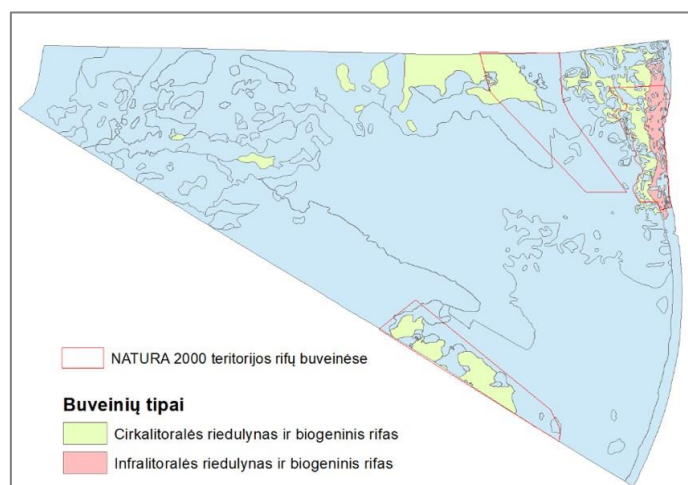 NATURA 2000 teritorijos rifų buveinėse
Buveinių tipai
Cirkalitoralės riedulynas ir biogeninis rifas
Infralitoralės riedulynas ir biogeninis rifas